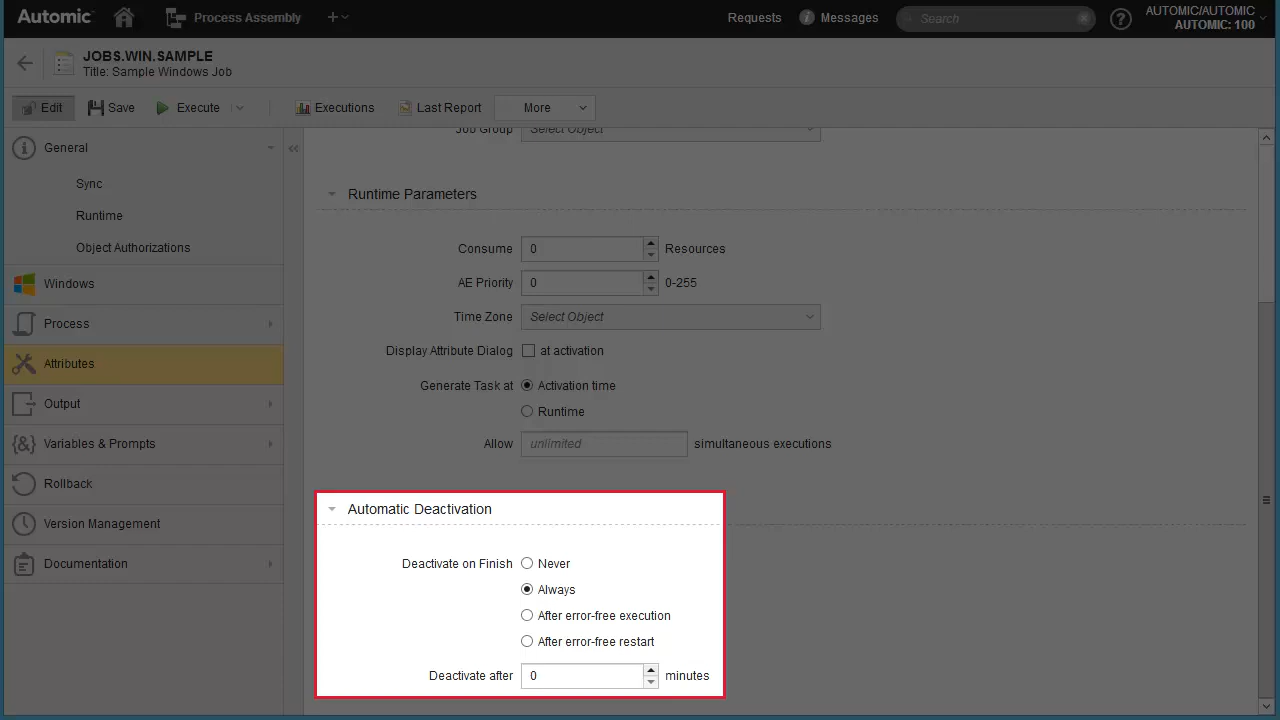 Automic
Process Assembly
Requests
Messages
Search
AUTOMIC/AUTOMIC
AUTOMIC: 100
JOBS.WIN.SAMPLE
Title: Sample Windows Job
Edit
Save
Execute
Executions
Last Report
More
General
Sync
Runtime
Object Authorizations
Windows
Process
Attributes
Output
Variables & Prompts
Rollback
Version Management
Documentation
Job Group Select Object
Runtime Parameters
Consume 0 Resources
AE Priority 0 0-255
Time Zone Select Object
Display Attribute Dialog at activation
Generate Task at Activation time
Runtime
Allow unlimited simultaneous executions
Automatic Deactivation
Deactivate on Finish Never
Always
After error-free execution
After error-free restart
Deactivate after 0 minutes